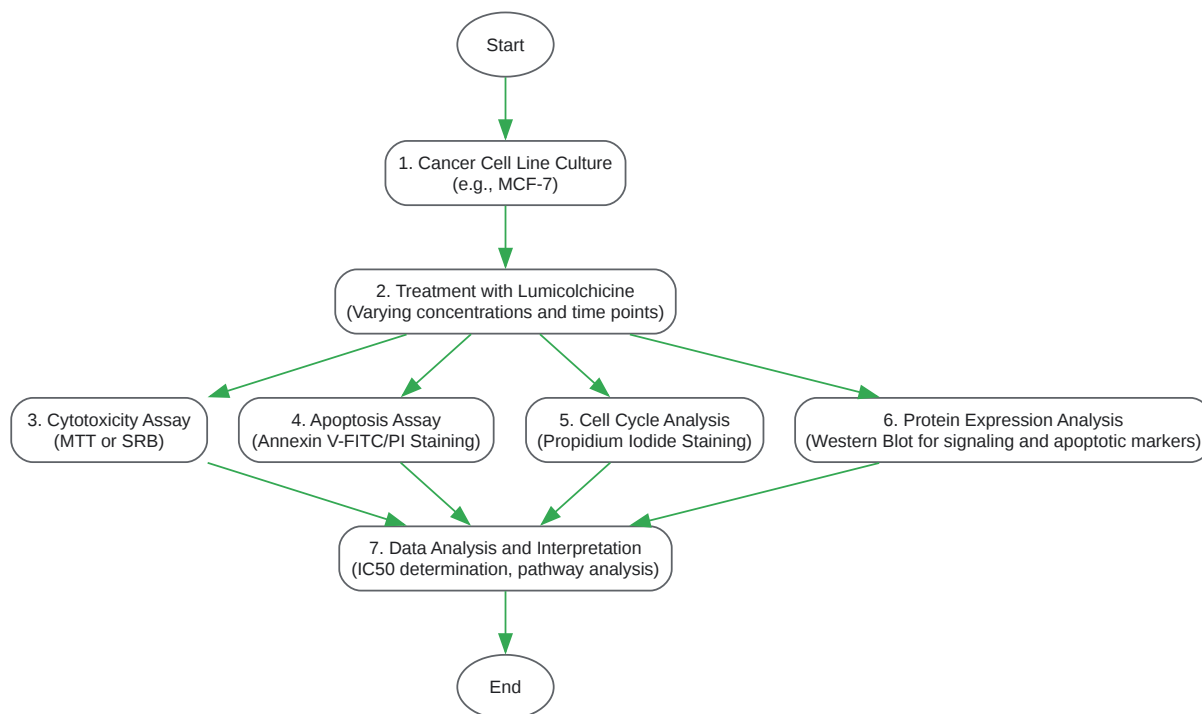 Start
1. Cancer Cell Line Culture
(e.g., MCF-7)
2. Treatment with Lumicolchicine
(Varying concentrations and time points)
3. Cytotoxicity Assay
(MTT or SRB)
4. Apoptosis Assay
(Annexin V-FITC/PI Staining)
5. Cell Cycle Analysis
(Propidium Iodide Staining)
6. Protein Expression Analysis
(Western Blot for signaling and apoptotic markers)
7. Data Analysis and Interpretation
(IC50 determination, pathway analysis)
End